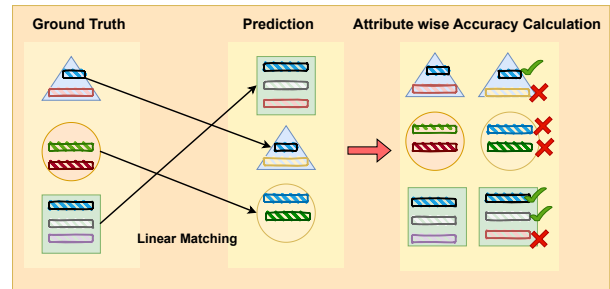 Ground Truth
Prediction
Attribute wise Accuracy Calculation
Linear Matching